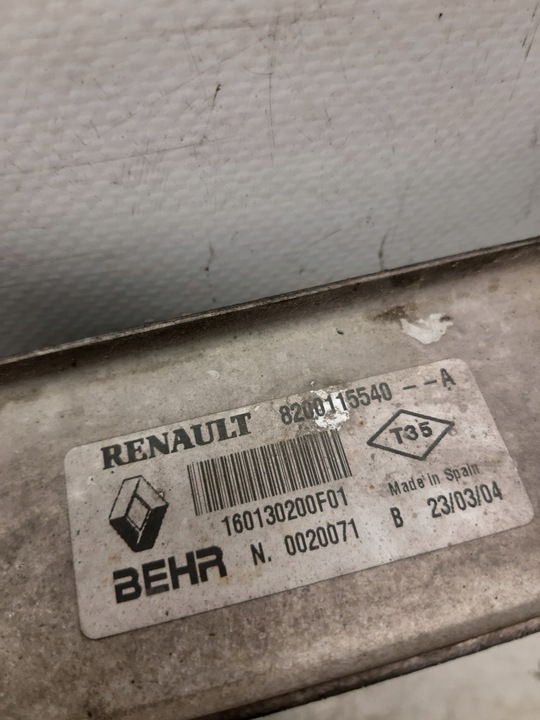 RENAULT 8200115540--A
T35
160130200F01 Made in Spain
BEHR N. 0020071 B 23/03/04